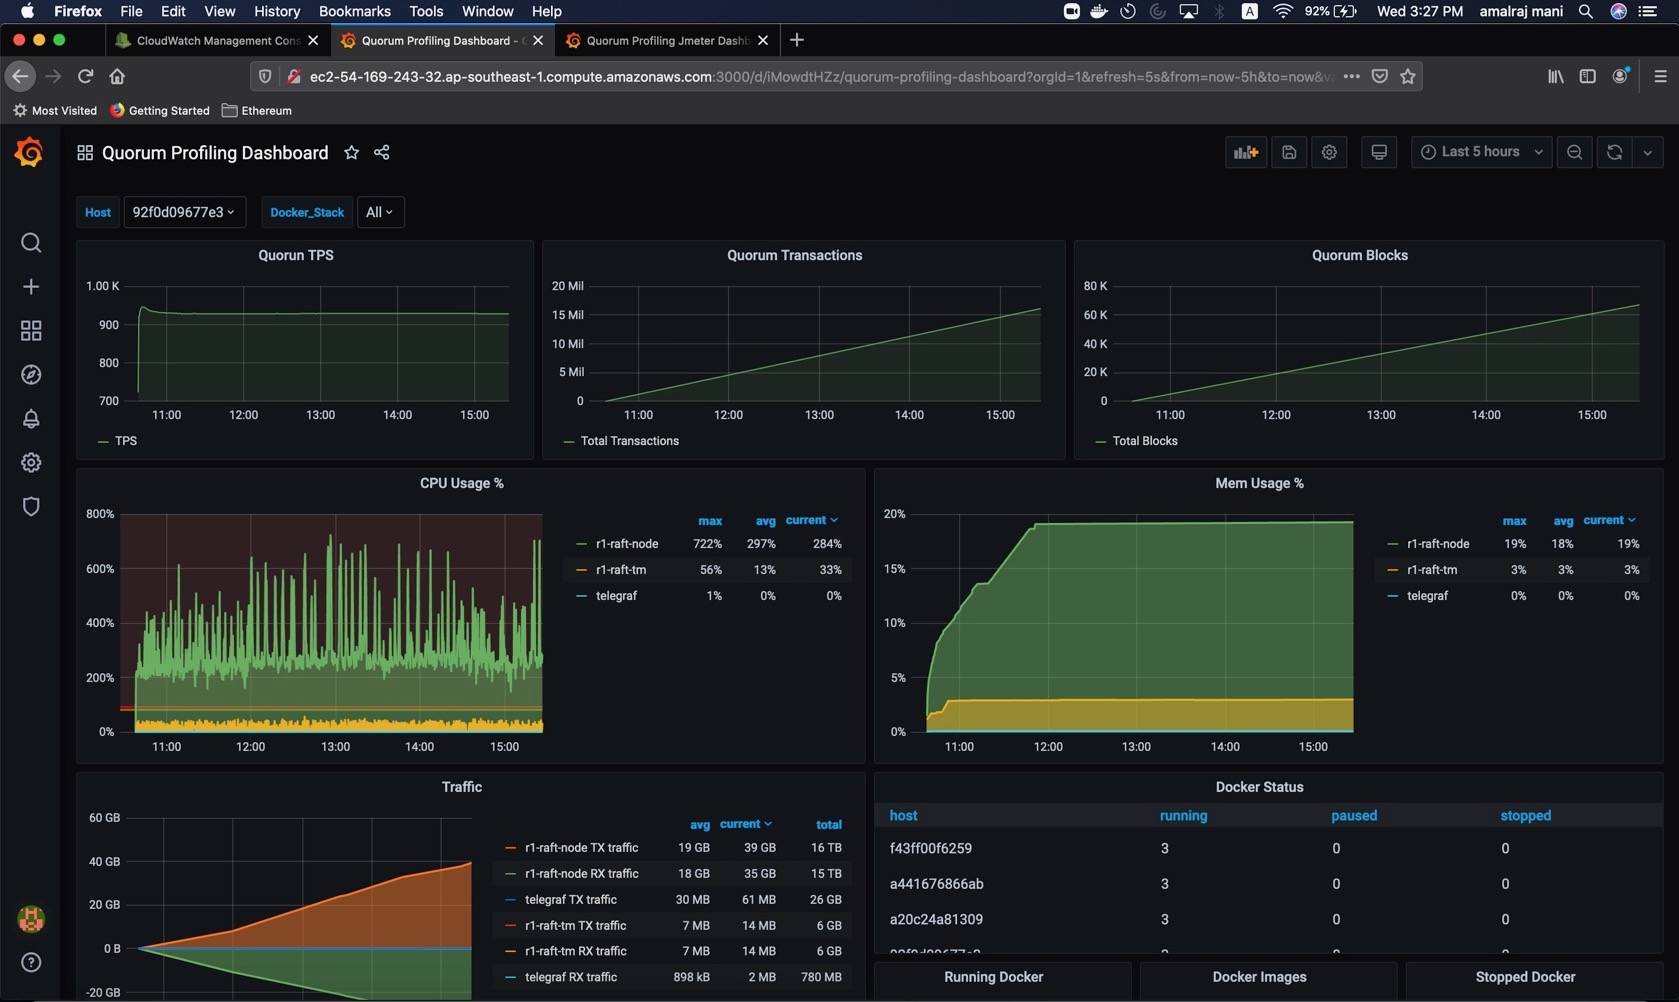 Firefox File Edit View History Bookmarks Tools Window Help A 92% Wed 3:27 PM amalraj mani
CloudWatch Management Cons Quorum Profiling Dashboard - Quorum Profiling Jmeter Dashb
ec2-54-169-243-32.ap-southeast-1.compute.amazonaws.com:3000/d/iMowdtHZz/quorum-profiling-dashboard?orgId=1&refresh=5s&from=now-5h&to=now&va
Most Visited Getting Started Ethereum
Quorum Profiling Dashboard Last 5 hours
Host 92f0d09677e3 Docker_Stack All
Quorun TPS
1.00 K
900
800
700
11:00 12:00 13:00 14:00 15:00
TPS
Quorum Transactions
20 Mil
15 Mil
10 Mil
5 Mil
0
11:00 12:00 13:00 14:00 15:00
Total Transactions
Quorum Blocks
80 K
60 K
40 K
20 K
0
11:00 12:00 13:00 14:00 15:00
Total Blocks
CPU Usage %
800%
600%
400%
200%
0%
11:00 12:00 13:00 14:00 15:00
max avg current
r1-raft-node 722% 297% 284%
r1-raft-tm 56% 13% 33%
telegraf 1% 0% 0%
Mem Usage %
20%
15%
10%
5%
0%
11:00 12:00 13:00 14:00 15:00
max avg current
r1-raft-node 19% 18% 19%
r1-raft-tm 3% 3% 3%
telegraf 0% 0% 0%
Traffic
60 GB
40 GB
20 GB
0 B
-20 GB
avg current total
r1-raft-node TX traffic 19 GB 39 GB 16 TB
r1-raft-node RX traffic 18 GB 35 GB 15 TB
telegraf TX traffic 30 MB 61 MB 26 GB
r1-raft-tm TX traffic 7 MB 14 MB 6 GB
r1-raft-tm RX traffic 7 MB 14 MB 6 GB
telegraf RX traffic 898 kB 2 MB 780 MB
Docker Status
host running paused stopped
f43ff00f6259 3 0 0
a441676866ab 3 0 0
a20c24a81309 3 0 0
Running Docker Docker Images Stopped Docker